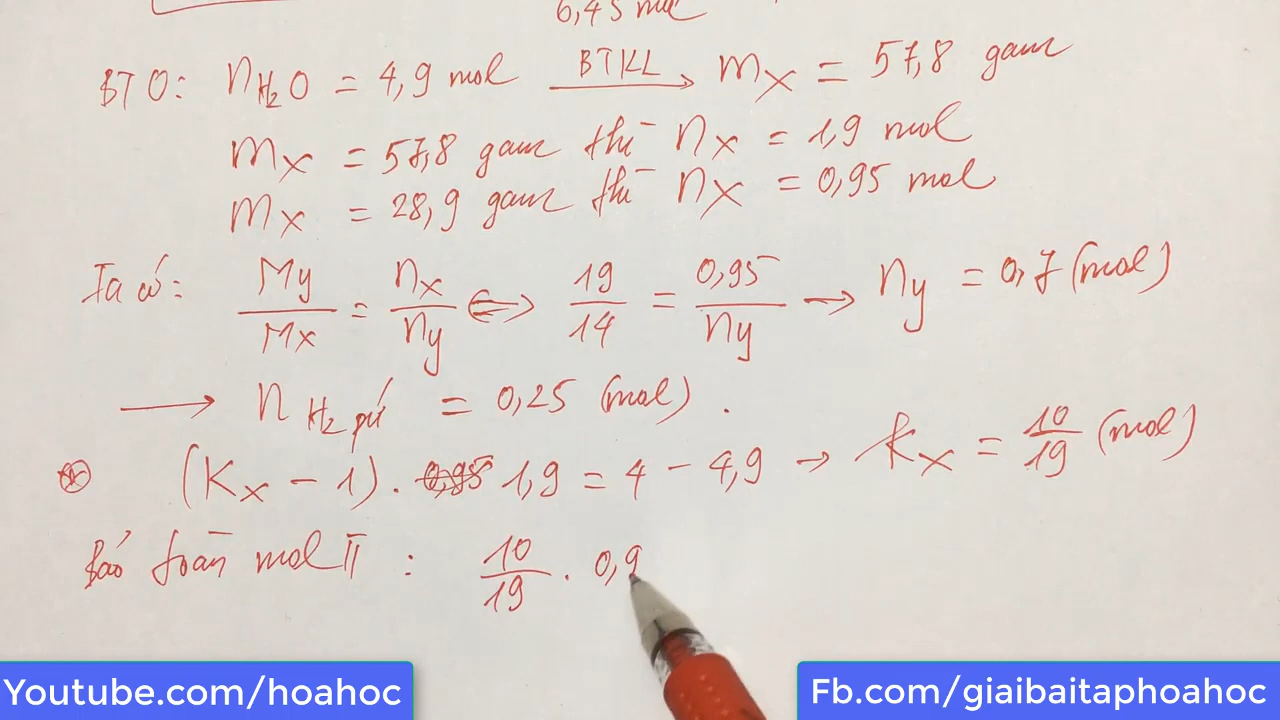 6,45 mol
BTO: nH₂O = 4,9 mol →(BTKL) mX = 57,8 gam
mX = 57,8 gam thì nX = 1,9 mol
mX = 28,9 gam thì nX = 0,95 mol
Ta có: My/Mx = nx/ny ⇔ 19/14 = 0,95/ny → ny = 0,7 (mol)
→ nH₂ pứ = 0,25 (mol).
(Kx − 1). 1,9 = 4 − 4,9 → Kx = 10/19 (mol)
Bảo toàn mol π : 10/19 . 0,9
Youtube.com/hoahoc
Fb.com/giaibaitaphoahoc